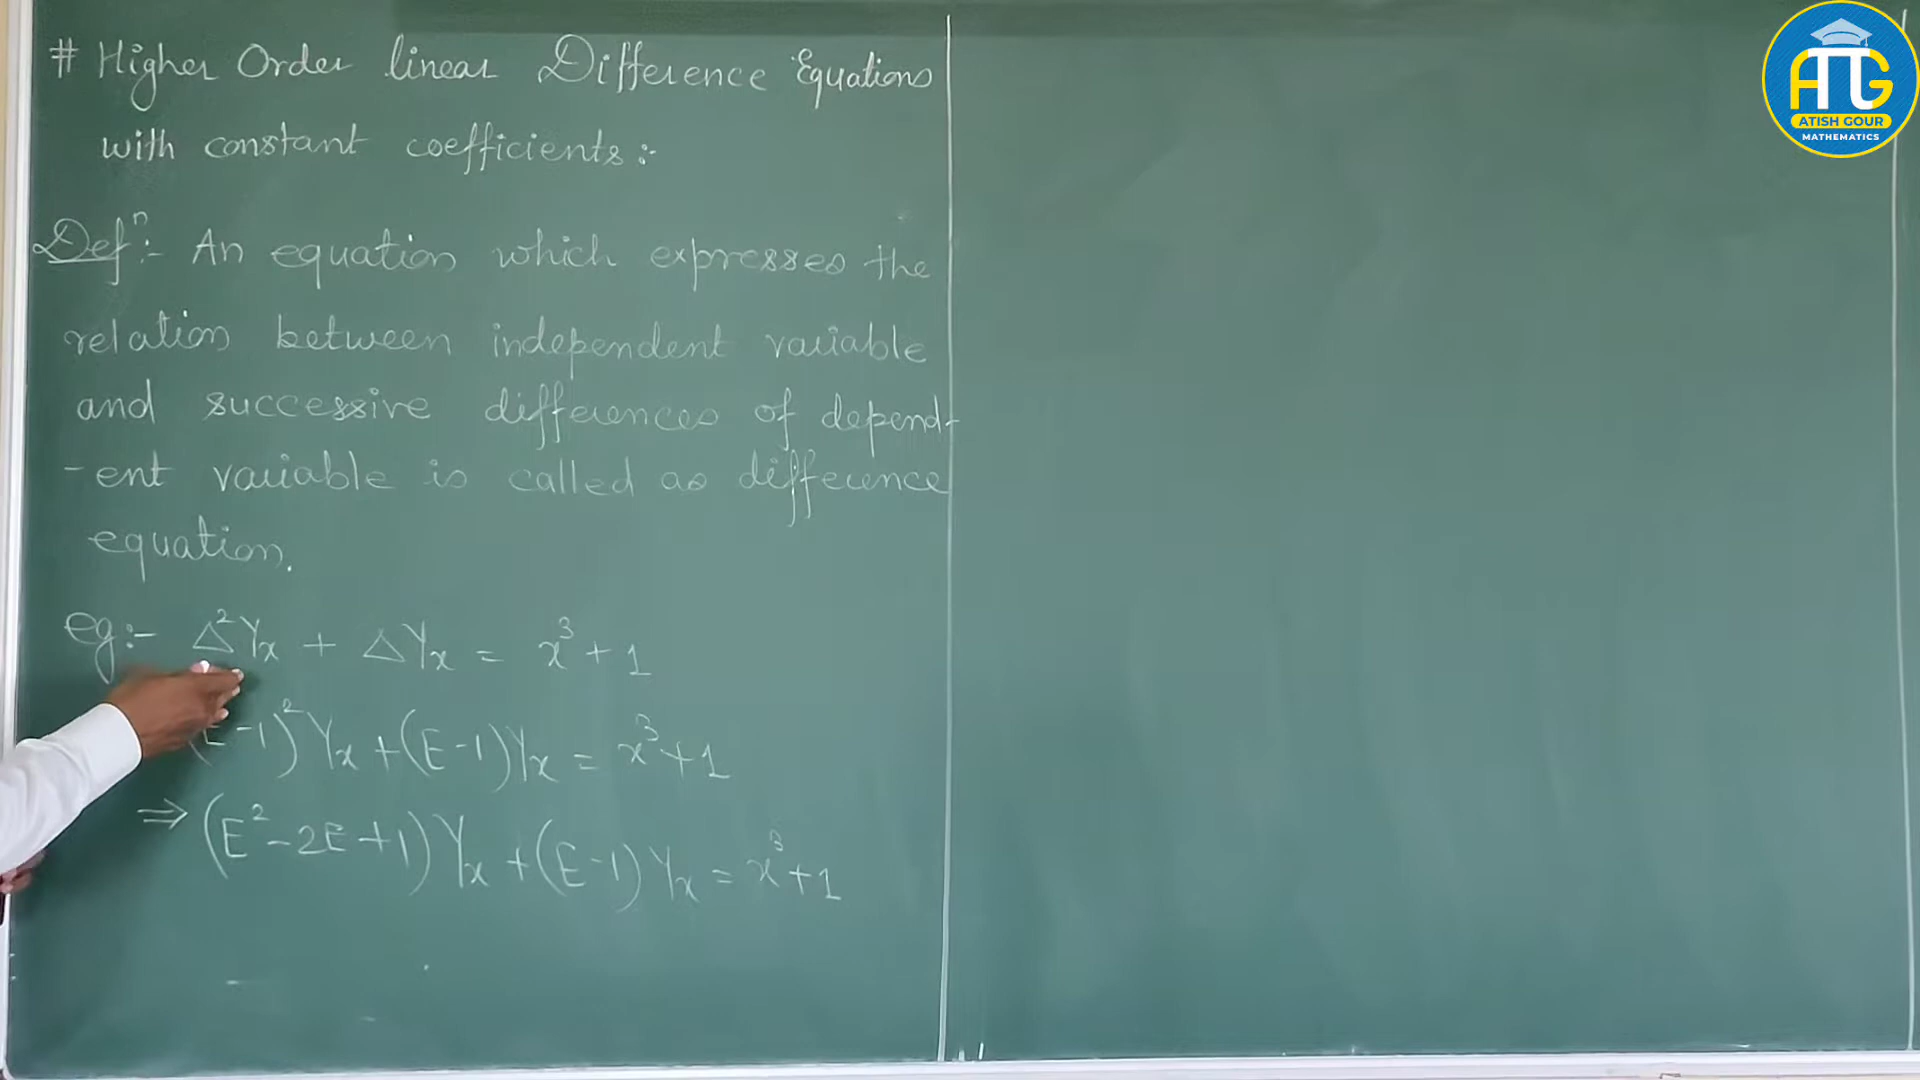 # Higher Order linear Difference Equations
with constant coefficients:-
Defⁿ:- An equation which expresses the
relation between independent variable
and successive differences of depend-
-ent variable is called as difference
equation.
eg:- Δ²Yₓ + ΔYₓ = x³ + 1
(E-1)²Yₓ + (E-1)Yₓ = x³+1
⇒ (E²-2E+1)Yₓ + (E-1)Yₓ = x³+1
ATG
ATISH GOUR
MATHEMATICS